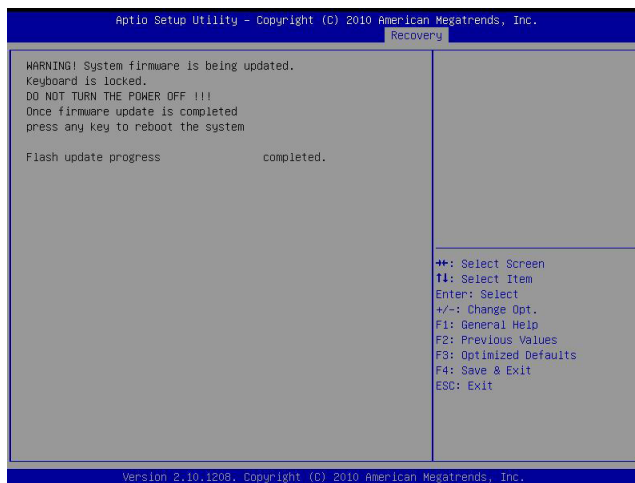 Aptio Setup Utility – Copyright (C) 2010 American Megatrends, Inc.
Recovery
WARNING! System firmware is being updated.
Keyboard is locked.
DO NOT TURN THE POWER OFF !!!
Once firmware update is completed
press any key to reboot the system
Flash update progress completed.
→←: Select Screen
↑↓: Select Item
Enter: Select
+/-: Change Opt.
F1: General Help
F2: Previous Values
F3: Optimized Defaults
F4: Save & Exit
ESC: Exit
Version 2.10.1208. Copyright (C) 2010 American Megatrends, Inc.